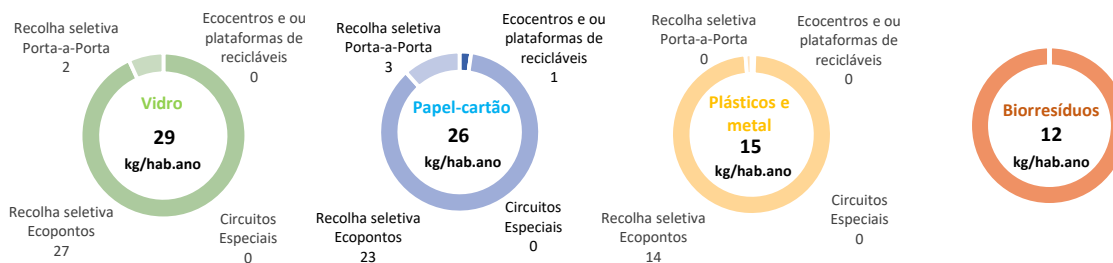 Recolha seletiva
Porta-a-Porta
2
Ecocentros e ou
plataformas de
recicláveis
0
Vidro
29
kg/hab.ano
Recolha seletiva
Ecopontos
27
Circuitos
Especiais
0
Recolha seletiva
Porta-a-Porta
3
Ecocentros e ou
plataformas de
recicláveis
1
Papel-cartão
26
kg/hab.ano
Recolha seletiva
Ecopontos
23
Circuitos
Especiais
0
Recolha seletiva
Porta-a-Porta
0
Ecocentros e ou
plataformas de
recicláveis
0
Plásticos e
metal
15
kg/hab.ano
Recolha seletiva
Ecopontos
14
Circuitos
Especiais
0
Biorresíduos
12
kg/hab.ano